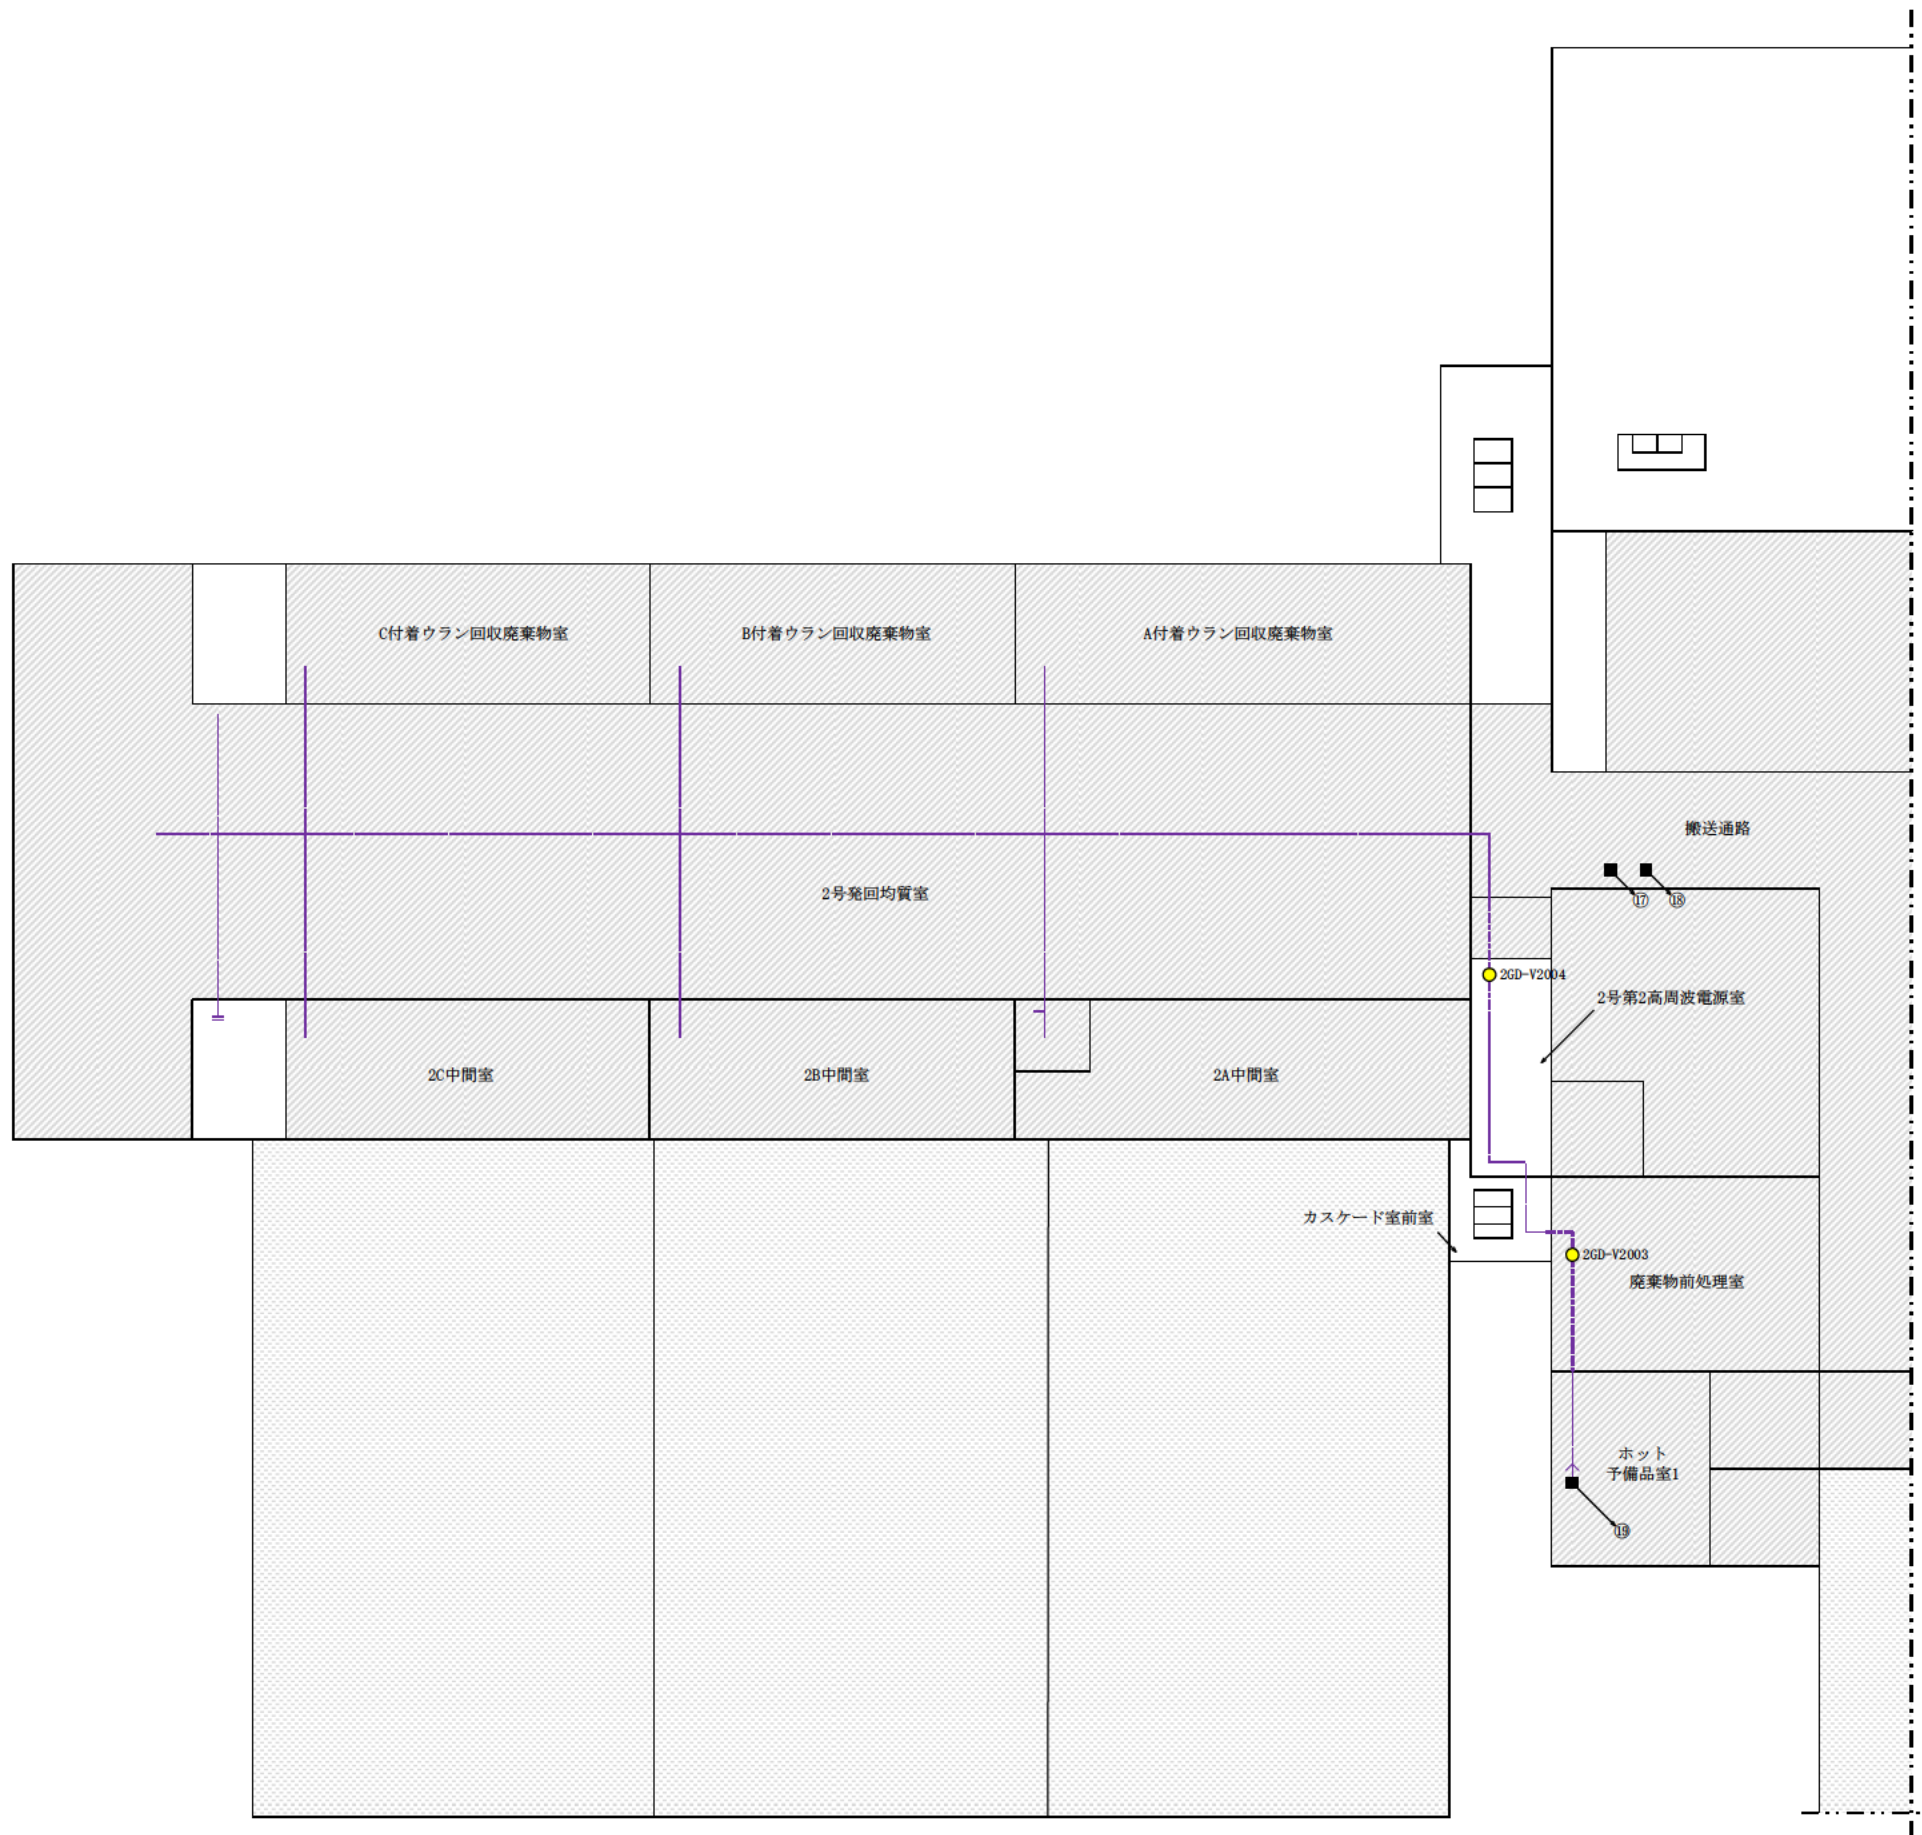 C付着ウラン回収廃棄物室
B付着ウラン回収廃棄物室
A付着ウラン回収廃棄物室
搬送通路
2号発回均質室
⑰
⑱
2GD-V2004
2号第2高周波電源室
2C中間室
2B中間室
2A中間室
カスケード室前室
2GD-V2003
廃棄物前処理室
ホット
予備品室1
⑲